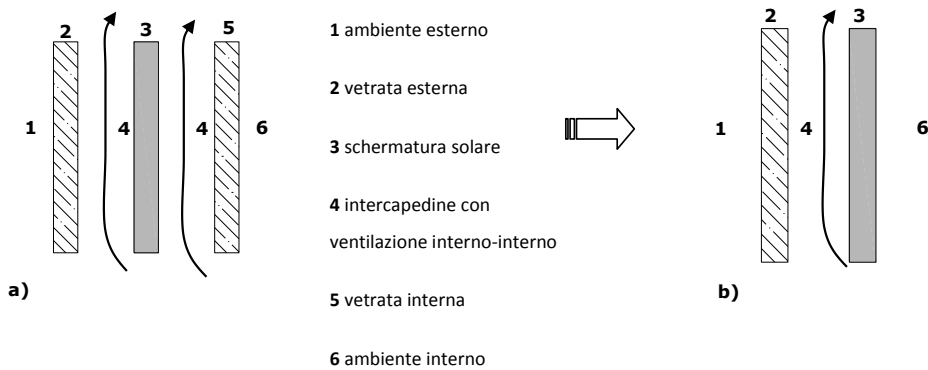 2 3 5
1 4 4 6
a)
1 ambiente esterno
2 vetrata esterna
3 schermatura solare
4 intercapedine con
ventilazione interno-interno
5 vetrata interna
6 ambiente interno
2 3
1 4 6
b)